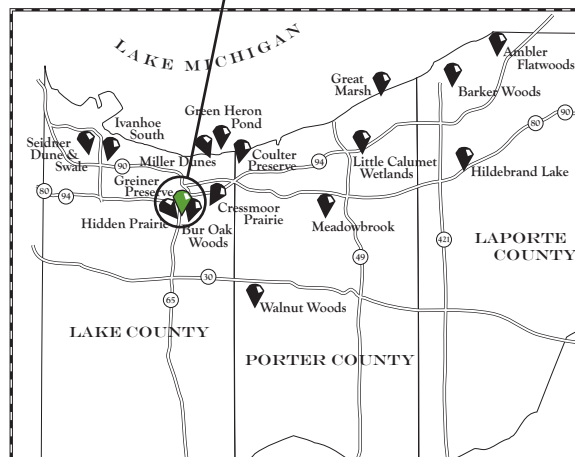 LAKE MICHIGAN
Ambler
Flatwoods
Great
Marsh
Barker Woods
Green Heron
Pond
Ivanhoe
South
90
80
Seidner
Dune &
Swale
90
Miller Dunes
Coulter
Preserve
94
Little Calumet
Wetlands
Hildebrand Lake
Greiner
Preserve
80
94
Cressmoor
Prairie
Hidden Prairie
Bur Oak
Woods
Meadowbrook
421
LAPORTE
COUNTY
49
30
65
Walnut Woods
LAKE COUNTY
PORTER COUNTY